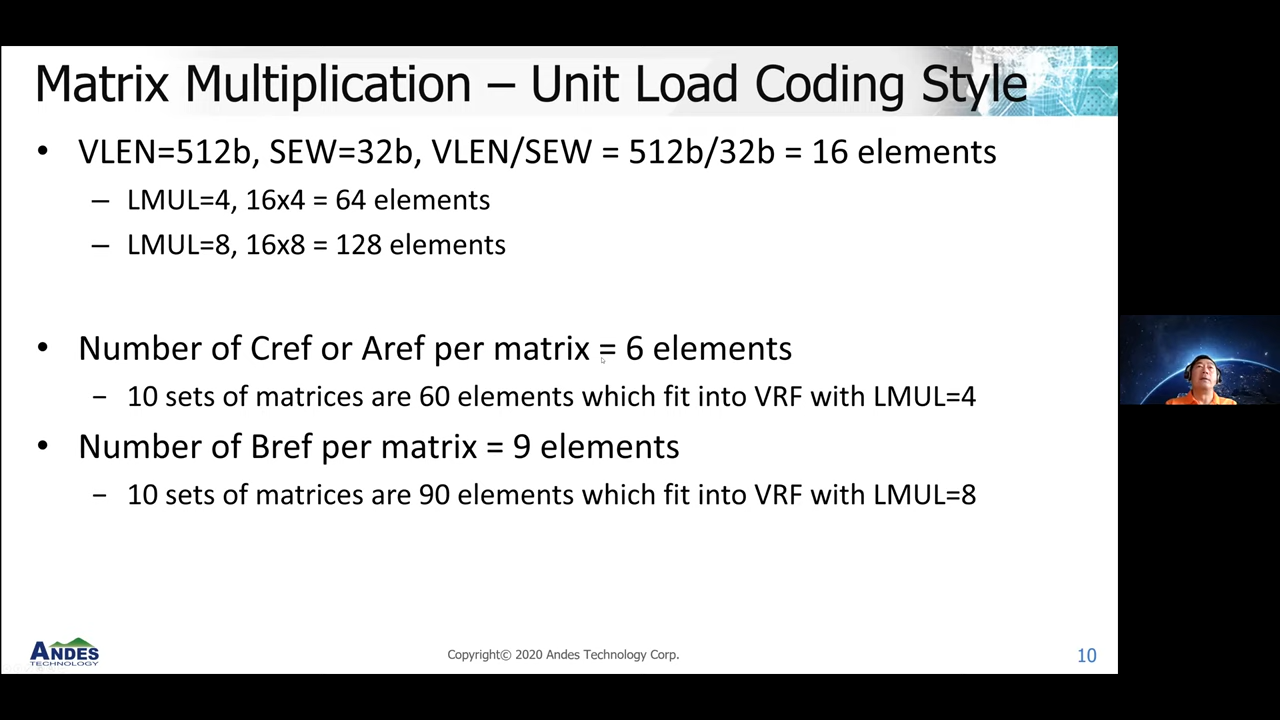 Matrix Multiplication – Unit Load Coding Style
• VLEN=512b, SEW=32b, VLEN/SEW = 512b/32b = 16 elements
– LMUL=4, 16x4 = 64 elements
– LMUL=8, 16x8 = 128 elements
• Number of Cref or Aref per matrix = 6 elements
– 10 sets of matrices are 60 elements which fit into VRF with LMUL=4
• Number of Bref per matrix = 9 elements
– 10 sets of matrices are 90 elements which fit into VRF with LMUL=8
ANDES
TECHNOLOGY
Copyright© 2020 Andes Technology Corp.
10